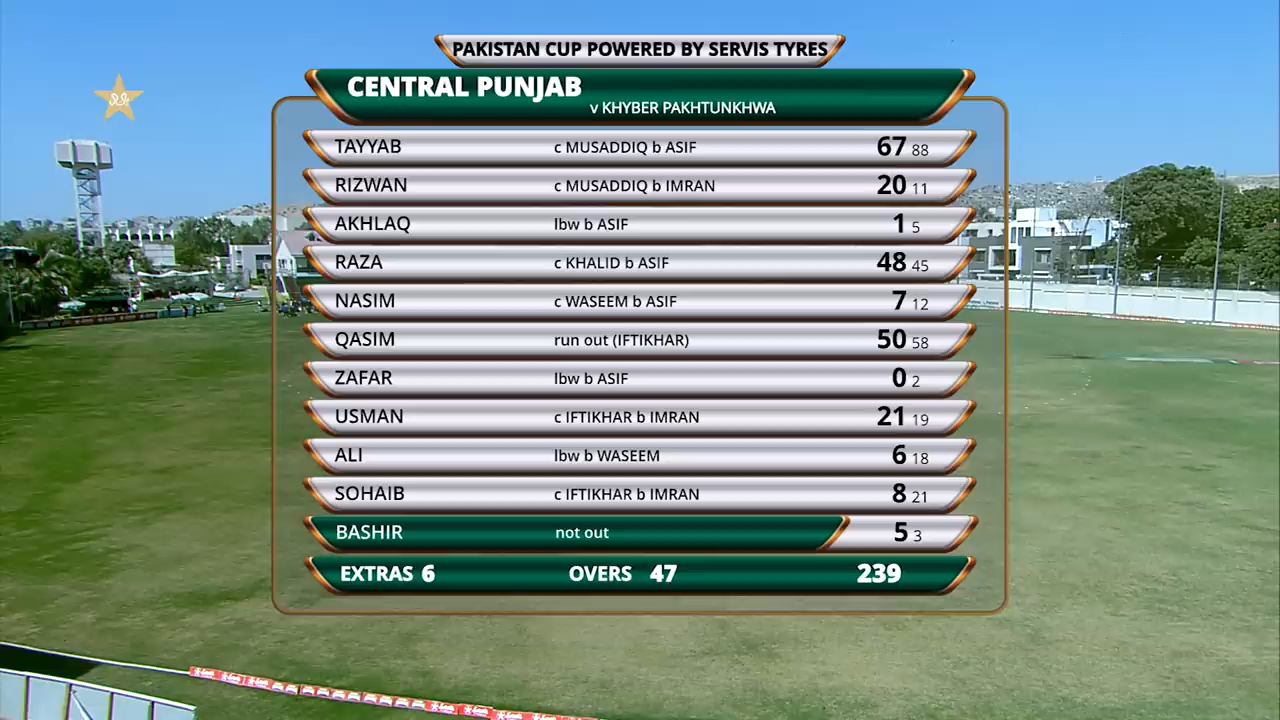 PAKISTAN CUP POWERED BY SERVIS TYRES
CENTRAL PUNJAB
v KHYBER PAKHTUNKHWA
TAYYAB c MUSADDIQ b ASIF 67 88
RIZWAN c MUSADDIQ b IMRAN 20 11
AKHLAQ lbw b ASIF 1 5
RAZA c KHALID b ASIF 48 45
NASIM c WASEEM b ASIF 7 12
QASIM run out (IFTIKHAR) 50 58
ZAFAR lbw b ASIF 0 2
USMAN c IFTIKHAR b IMRAN 21 19
ALI lbw b WASEEM 6 18
SOHAIB c IFTIKHAR b IMRAN 8 21
BASHIR not out 5 3
EXTRAS 6 OVERS 47 239